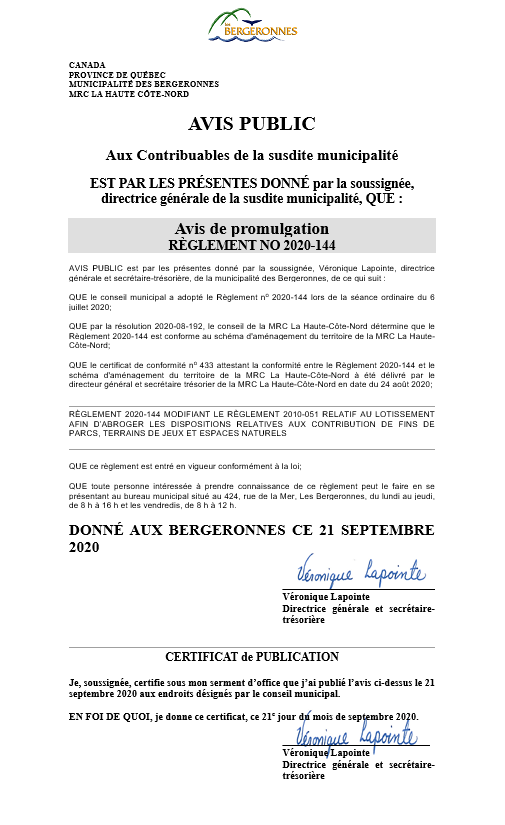 les
BERGERONNES
CANADA
PROVINCE DE QUÉBEC
MUNICIPALITÉ DES BERGERONNES
MRC LA HAUTE CÔTE-NORD
AVIS PUBLIC
Aux Contribuables de la susdite municipalité
EST PAR LES PRÉSENTES DONNÉ par la soussignée,
directrice générale de la susdite municipalité, QUE :
Avis de promulgation
RÈGLEMENT NO 2020-144
AVIS PUBLIC est par les présentes donné par la soussignée, Véronique Lapointe, directrice
générale et secrétaire-trésorière, de la municipalité des Bergeronnes, de ce qui suit :
QUE le conseil municipal a adopté le Règlement nº 2020-144 lors de la séance ordinaire du 6
juillet 2020;
QUE par la résolution 2020-08-192, le conseil de la MRC La Haute-Côte-Nord détermine que le
Règlement 2020-144 est conforme au schéma d'aménagement du territoire de la MRC La Haute-
Côte-Nord;
QUE le certificat de conformité nº 433 attestant la conformité entre le Règlement 2020-144 et le
schéma d'aménagement du territoire de la MRC La Haute-Côte-Nord à été délivré par le
directeur général et secrétaire trésorier de la MRC La Haute-Côte-Nord en date du 24 août 2020;
RÈGLEMENT 2020-144 MODIFIANT LE RÈGLEMENT 2010-051 RELATIF AU LOTISSEMENT
AFIN D'ABROGER LES DISPOSITIONS RELATIVES AUX CONTRIBUTION DE FINS DE
PARCS, TERRAINS DE JEUX ET ESPACES NATURELS
QUE ce règlement est entré en vigueur conformément à la loi;
QUE toute personne intéressée à prendre connaissance de ce règlement peut le faire en se
présentant au bureau municipal situé au 424, rue de la Mer, Les Bergeronnes, du lundi au jeudi,
de 8 h à 16 h et les vendredis, de 8 h à 12 h.
DONNÉ AUX BERGERONNES CE 21 SEPTEMBRE
2020
Véronique Lapointe
Véronique Lapointe
Directrice générale et secrétaire-
trésorière
CERTIFICAT de PUBLICATION
Je, soussignée, certifie sous mon serment d'office que j'ai publié l'avis ci-dessus le 21
septembre 2020 aux endroits désignés par le conseil municipal.
EN FOI DE QUOI, je donne ce certificat, ce 21e jour du mois de septembre 2020.
Véronique Lapointe
Véronique Lapointe
Directrice générale et secrétaire-
trésorière